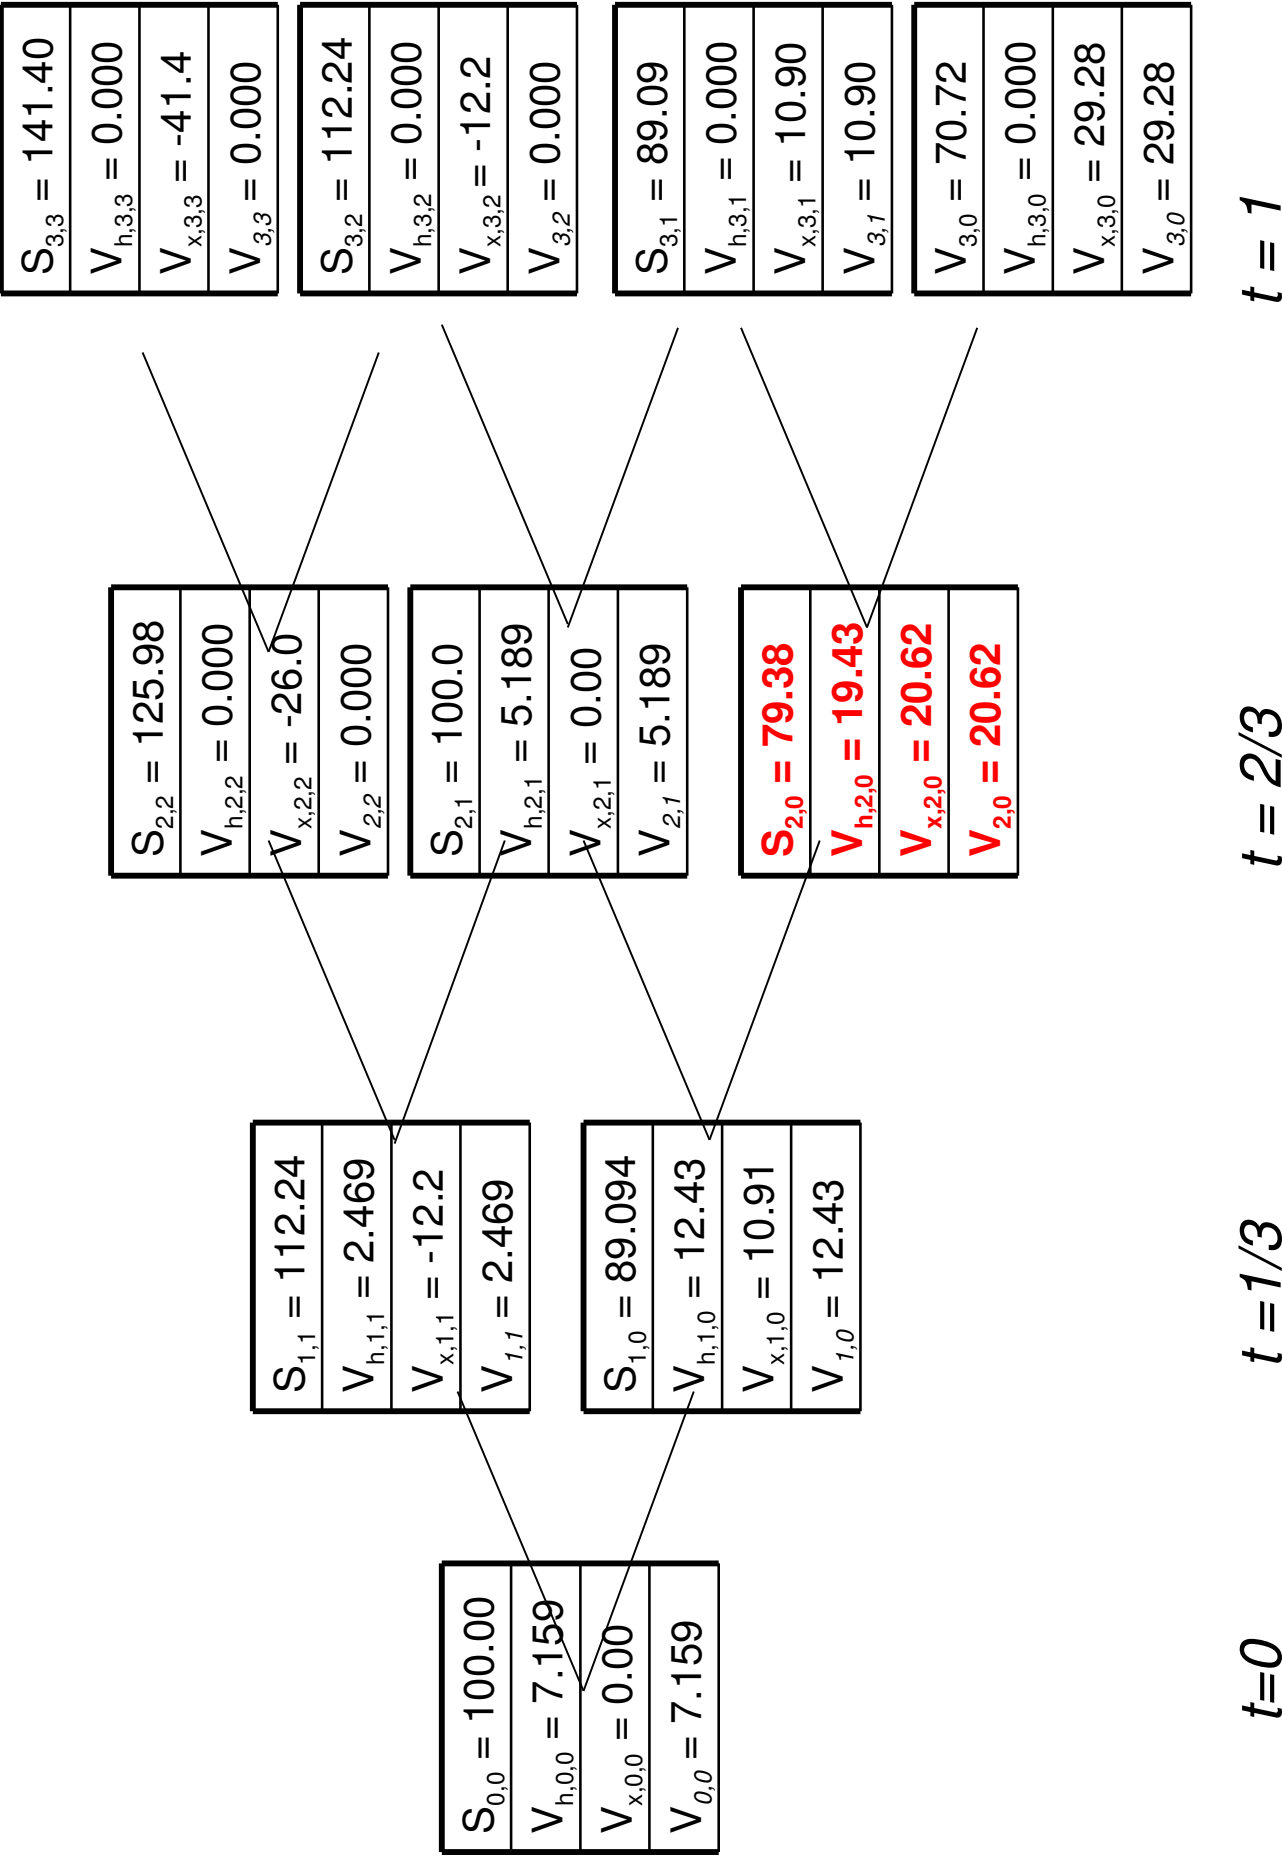 S3,3 = 141.40
Vh,3,3 = 0.000
Vx,3,3 = -41.4
V3,3 = 0.000
S3,2 = 112.24
Vh,3,2 = 0.000
Vx,3,2 = -12.2
V3,2 = 0.000
S3,1 = 89.09
Vh,3,1 = 0.000
Vx,3,1 = 10.90
V3,1 = 10.90
V3,0 = 70.72
Vh,3,0 = 0.000
Vx,3,0 = 29.28
V3,0 = 29.28
t = 1
S2,2 = 125.98
Vh,2,2 = 0.000
Vx,2,2 = -26.0
V2,2 = 0.000
S2,1 = 100.0
Vh,2,1 = 5.189
Vx,2,1 = 0.00
V2,1 = 5.189
S2,0 = 79.38
Vh,2,0 = 19.43
Vx,2,0 = 20.62
V2,0 = 20.62
t = 2/3
S1,1 = 112.24
Vh,1,1 = 2.469
Vx,1,1 = -12.2
V1,1 = 2.469
S1,0 = 89.094
Vh,1,0 = 12.43
Vx,1,0 = 10.91
V1,0 = 12.43
t =1/3
S0,0 = 100.00
Vh,0,0 = 7.159
Vx,0,0 = 0.00
V0,0 = 7.159
t=0